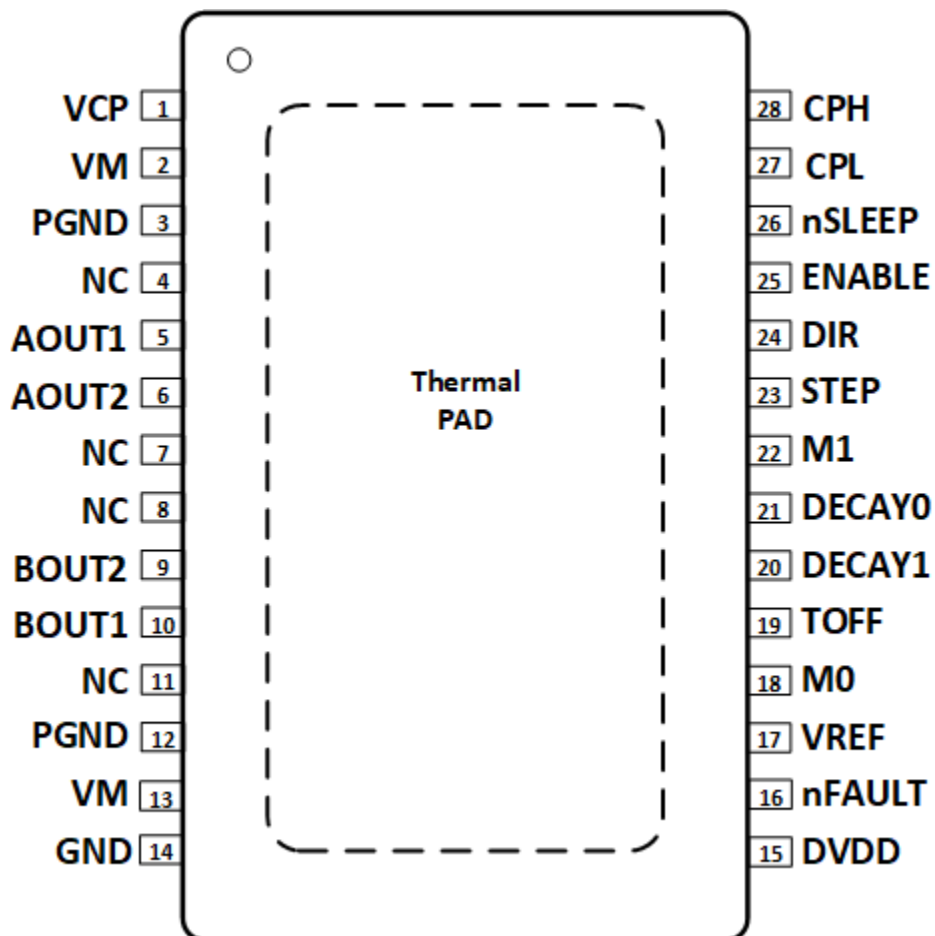 VCP 1 28 CPH
VM 2 27 CPL
PGND 3 26 nSLEEP
NC 4 25 ENABLE
AOUT1 5 24 DIR
AOUT2 6 23 STEP
Thermal
PAD
NC 7 22 M1
NC 8 21 DECAY0
BOUT2 9 20 DECAY1
BOUT1 10 19 TOFF
NC 11 18 M0
PGND 12 17 VREF
VM 13 16 nFAULT
GND 14 15 DVDD